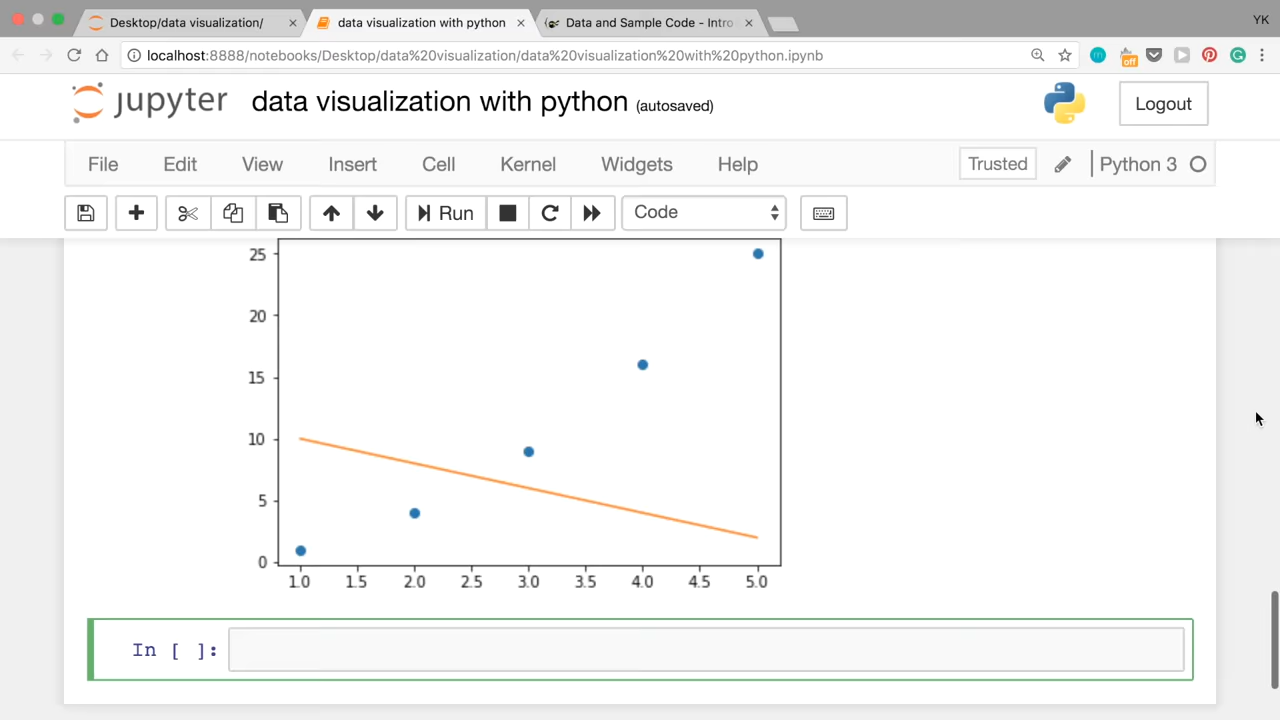 Desktop/data visualization/
data visualization with python
Data and Sample Code - Intro
YK
localhost:8888/notebooks/Desktop/data%20visualization/data%20visualization%20with%20python.ipynb
off
jupyter
data visualization with python (autosaved)
Logout
File Edit View Insert Cell Kernel Widgets Help
Trusted
Python 3
Run
Code
25
20
15
10
5
0
1.0 1.5 2.0 2.5 3.0 3.5 4.0 4.5 5.0
In [ ]: